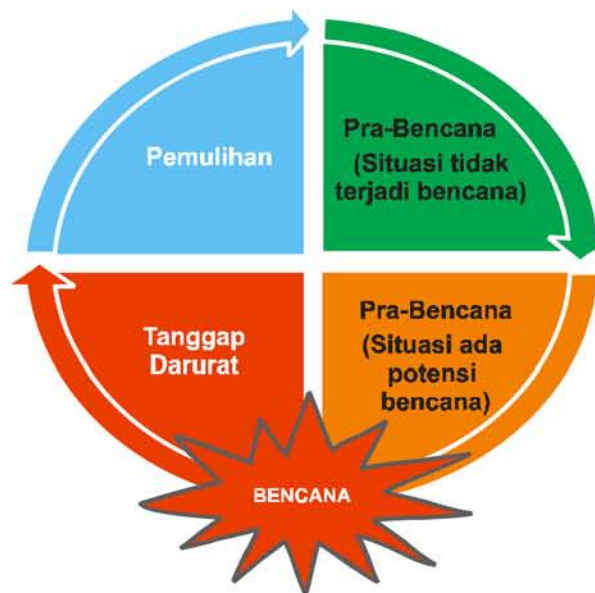 Pemulihan
Pra-Bencana
(Situasi tidak
terjadi bencana)
Tanggap
Darurat
Pra-Bencana
(Situasi ada
potensi
bencana)
BENCANA